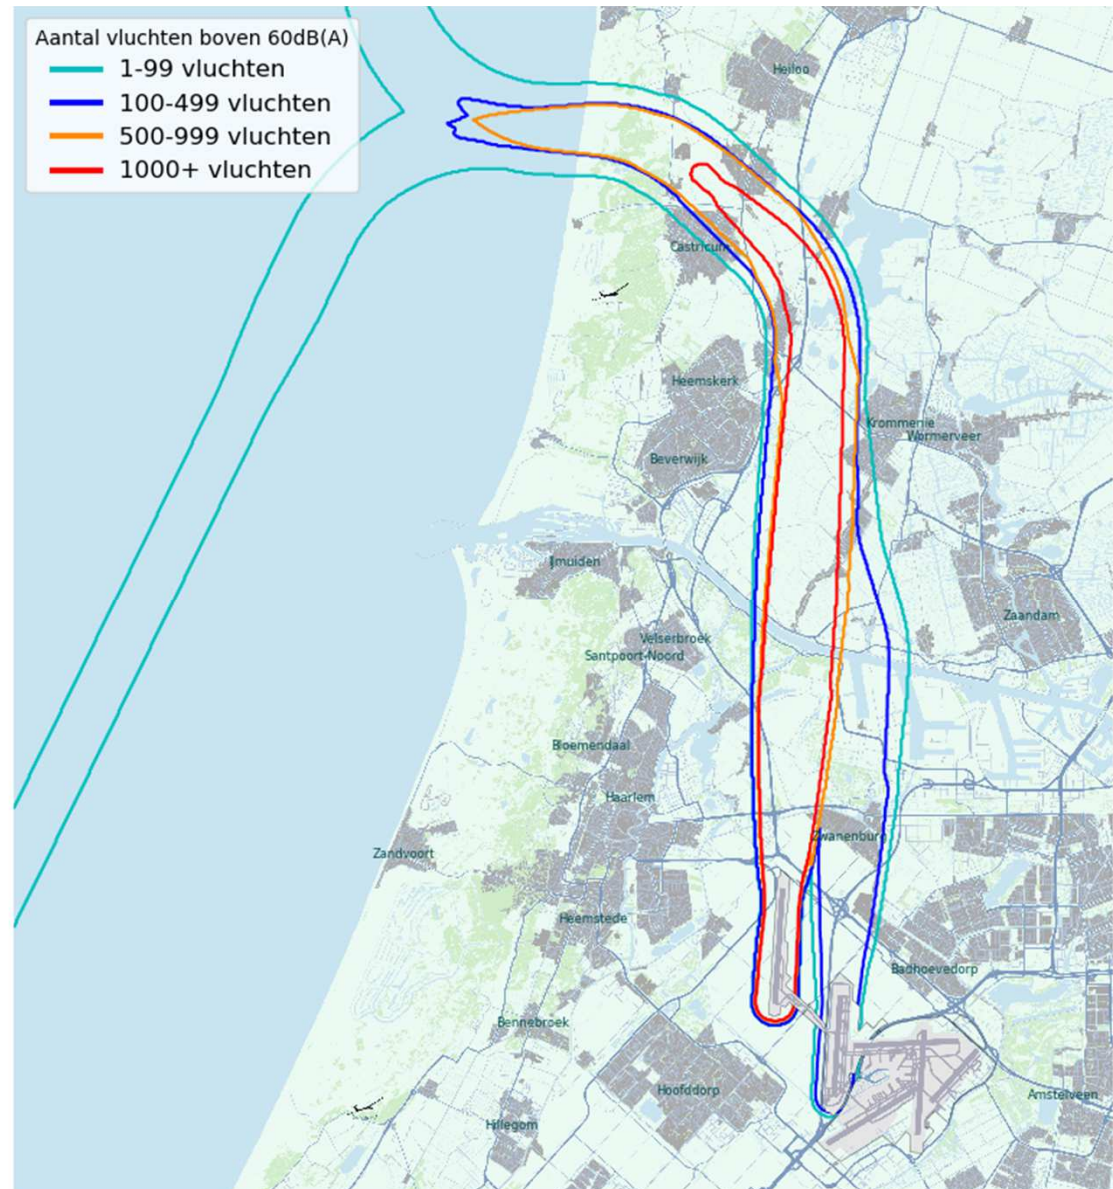 Aantal vluchten boven 60dB(A)
1-99 vluchten
100-499 vluchten
500-999 vluchten
1000+ vluchten
Heiloo
Castricum
Heemskerk
Krommenie
Wormerveer
Beverwijk
IJmuiden
Zaandam
Velserbroek
Santpoort-Noord
Bloemendaal
Haarlem
Zwanenburg
Zandvoort
Heemstede
Badhoevedorp
Bennebroek
Hoofddorp
Amstelveen
Hillegom